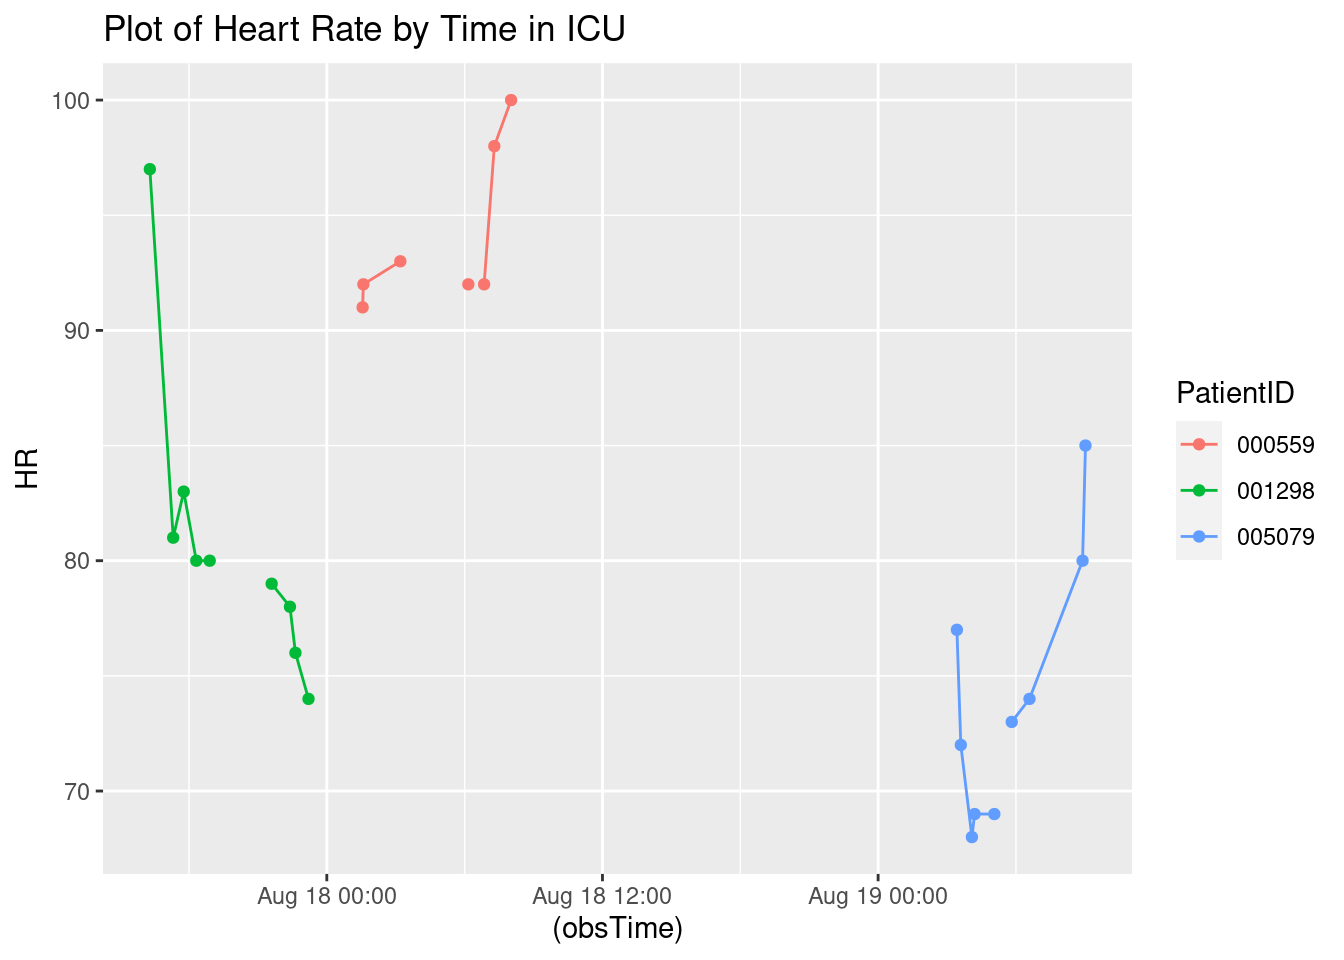 Plot of Heart Rate by Time in ICU
100
90
80
70
HR
Aug 18 00:00
Aug 18 12:00
Aug 19 00:00
(obsTime)
PatientID
000559
001298
005079